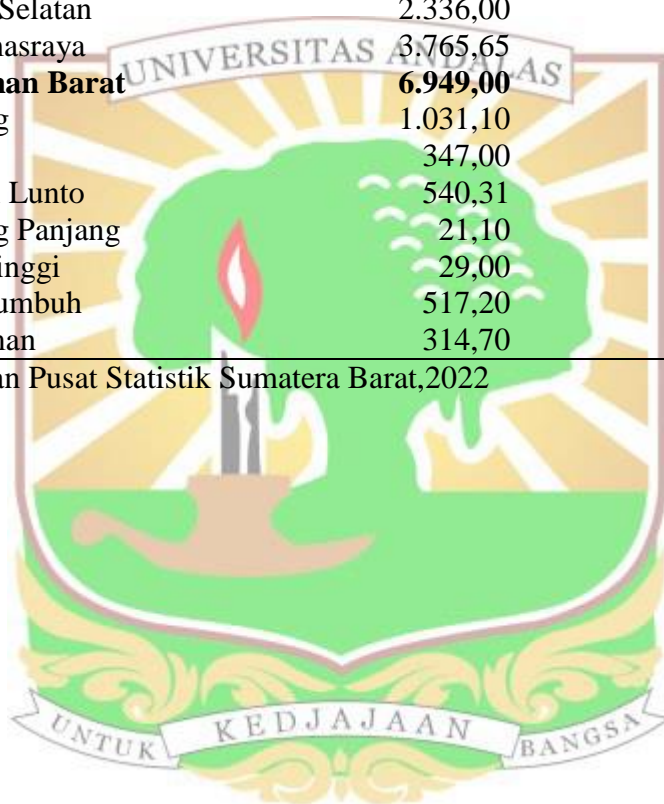 Selatan 2.336,00
nasraya 3.765,65
UNIVERSITAS ANDALAS
nan Barat 6.949,00
g 1.031,10
347,00
Lunto 540,31
g Panjang 21,10
inggi 29,00
umbuh 517,20
nan 314,70
an Pusat Statistik Sumatera Barat,2022
UNTUK KEDJAJAAN BANGSA